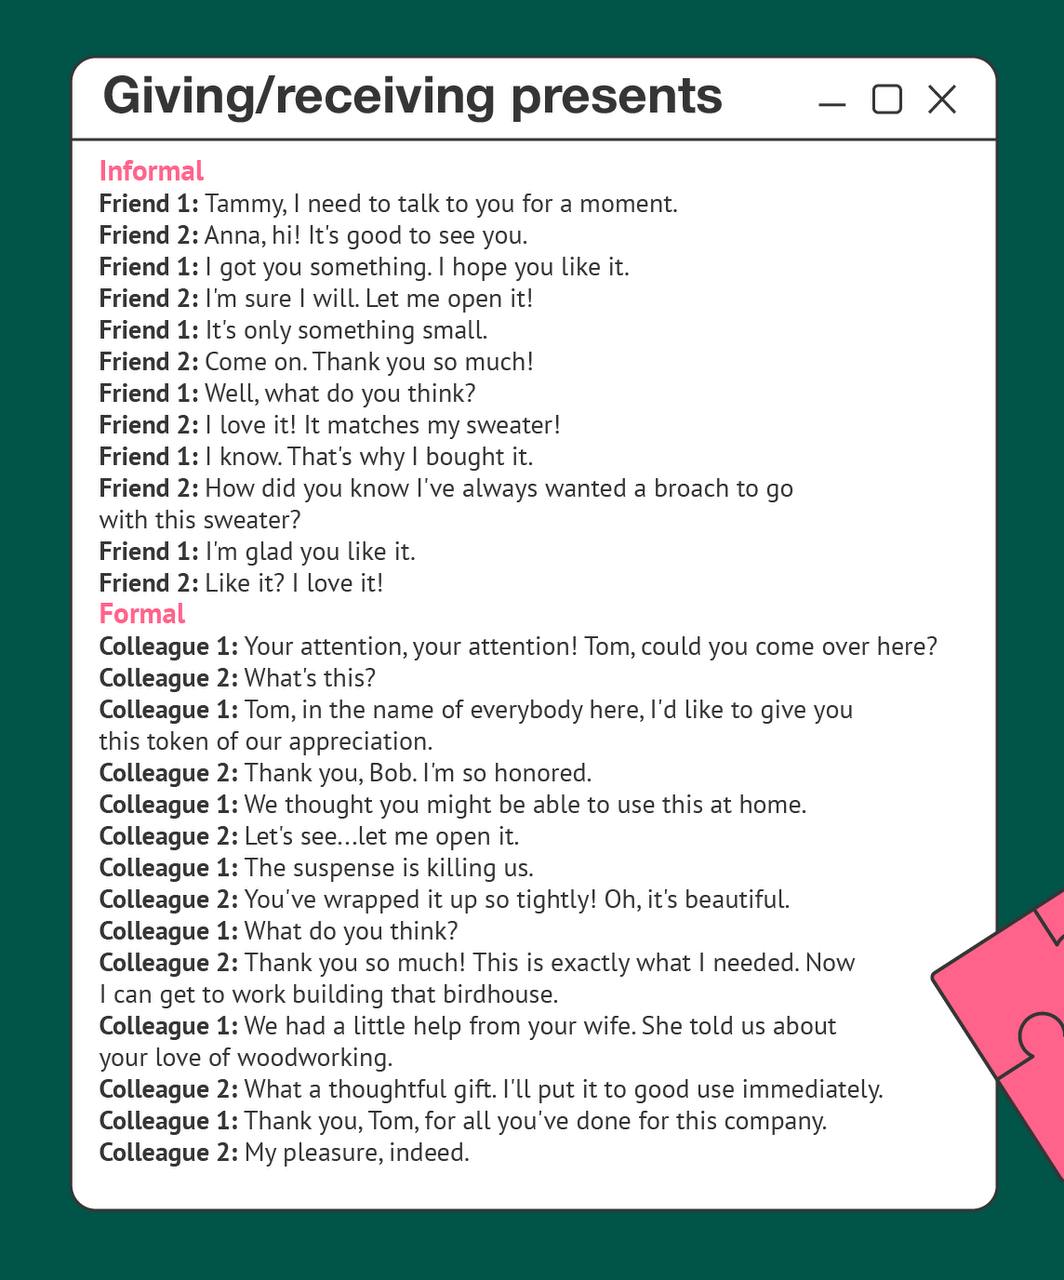 Giving/receiving presents
Informal
Friend 1: Tammy, I need to talk to you for a moment.
Friend 2: Anna, hi! It's good to see you.
Friend 1: I got you something. I hope you like it.
Friend 2: I'm sure I will. Let me open it!
Friend 1: It's only something small.
Friend 2: Come on. Thank you so much!
Friend 1: Well, what do you think?
Friend 2: I love it! It matches my sweater!
Friend 1: I know. That's why I bought it.
Friend 2: How did you know I've always wanted a broach to go
with this sweater?
Friend 1: I'm glad you like it.
Friend 2: Like it? I love it!
Formal
Colleague 1: Your attention, your attention! Tom, could you come over here?
Colleague 2: What's this?
Colleague 1: Tom, in the name of everybody here, I'd like to give you
this token of our appreciation.
Colleague 2: Thank you, Bob. I'm so honored.
Colleague 1: We thought you might be able to use this at home.
Colleague 2: Let's see...let me open it.
Colleague 1: The suspense is killing us.
Colleague 2: You've wrapped it up so tightly! Oh, it's beautiful.
Colleague 1: What do you think?
Colleague 2: Thank you so much! This is exactly what I needed. Now
I can get to work building that birdhouse.
Colleague 1: We had a little help from your wife. She told us about
your love of woodworking.
Colleague 2: What a thoughtful gift. I'll put it to good use immediately.
Colleague 1: Thank you, Tom, for all you've done for this company.
Colleague 2: My pleasure, indeed.